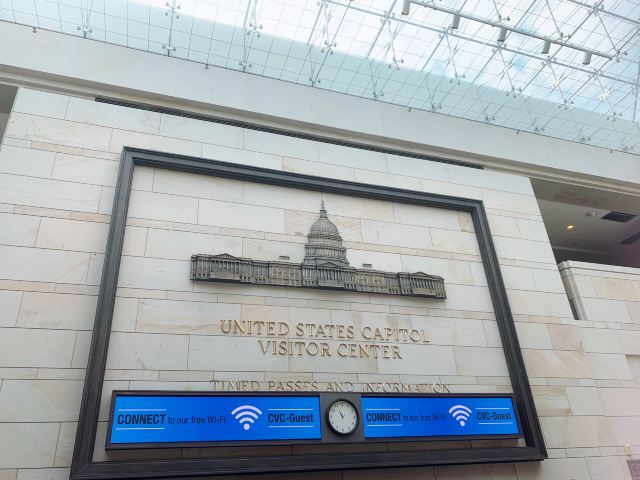 UNITED STATES CAPITOL
VISITOR CENTER
TIMED PASSES AND INFORMATION
CONNECT to our free Wi-Fi. CVC-Guest
CONNECT to our free Wi-Fi. CVC-Guest